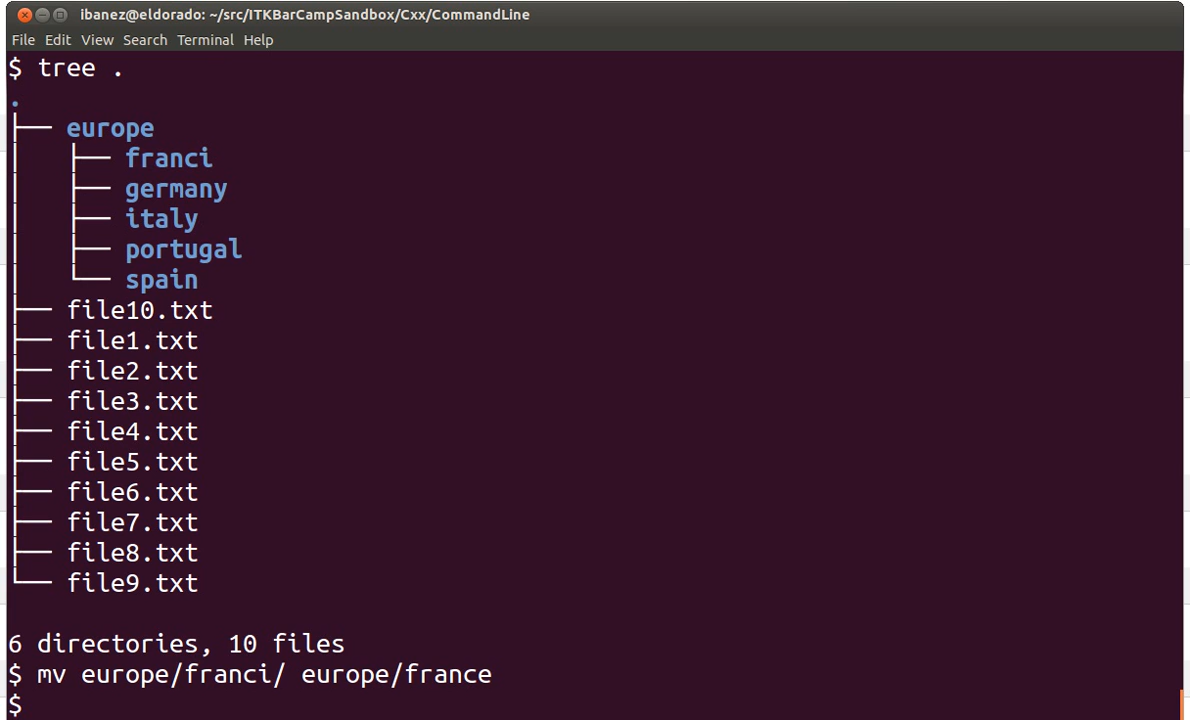 ibanez@eldorado: ~/src/ITKBarCampSandbox/Cxx/CommandLine
File Edit View Search Terminal Help
$ tree .
.
├── europe
│   ├── franci
│   ├── germany
│   ├── italy
│   ├── portugal
│   └── spain
├── file10.txt
├── file1.txt
├── file2.txt
├── file3.txt
├── file4.txt
├── file5.txt
├── file6.txt
├── file7.txt
├── file8.txt
└── file9.txt
6 directories, 10 files
$ mv europe/franci/ europe/france
$